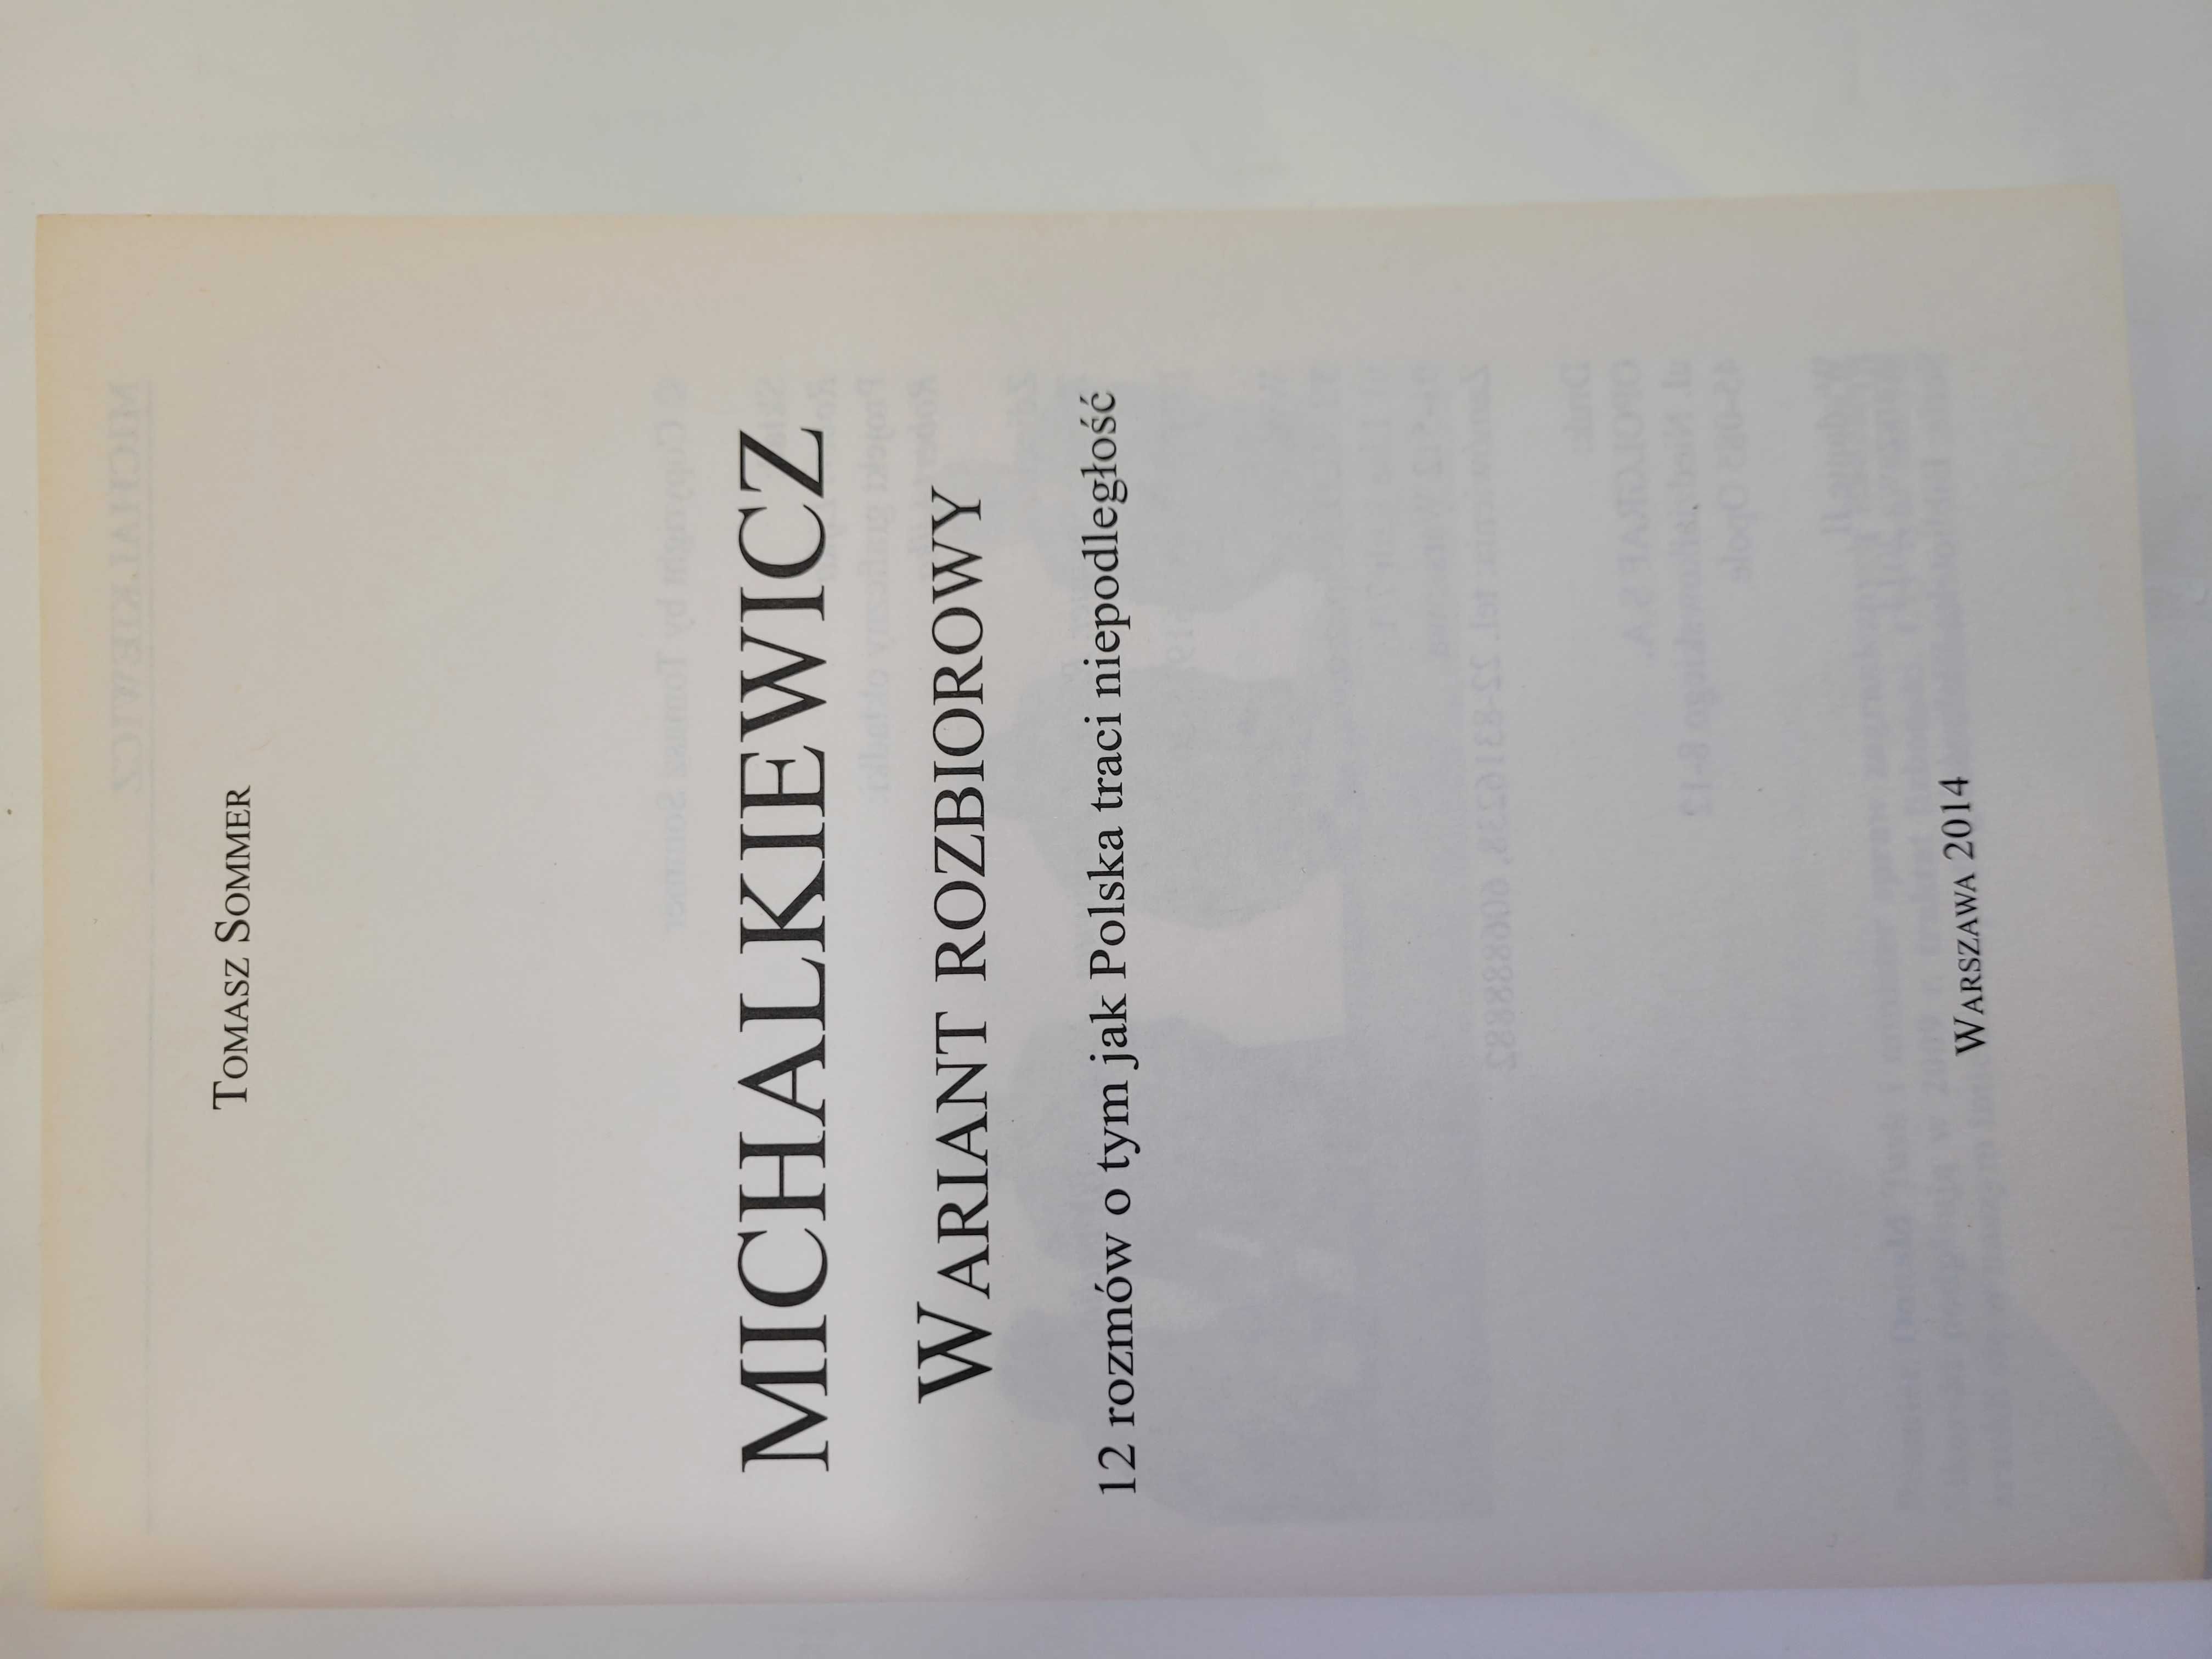 TOMASZ SOMMER
MICHALKIEWICZ
WARIANT ROZBIOROWY
12 rozmów o tym jak Polska traci niepodległość
WARSZAWA 2014